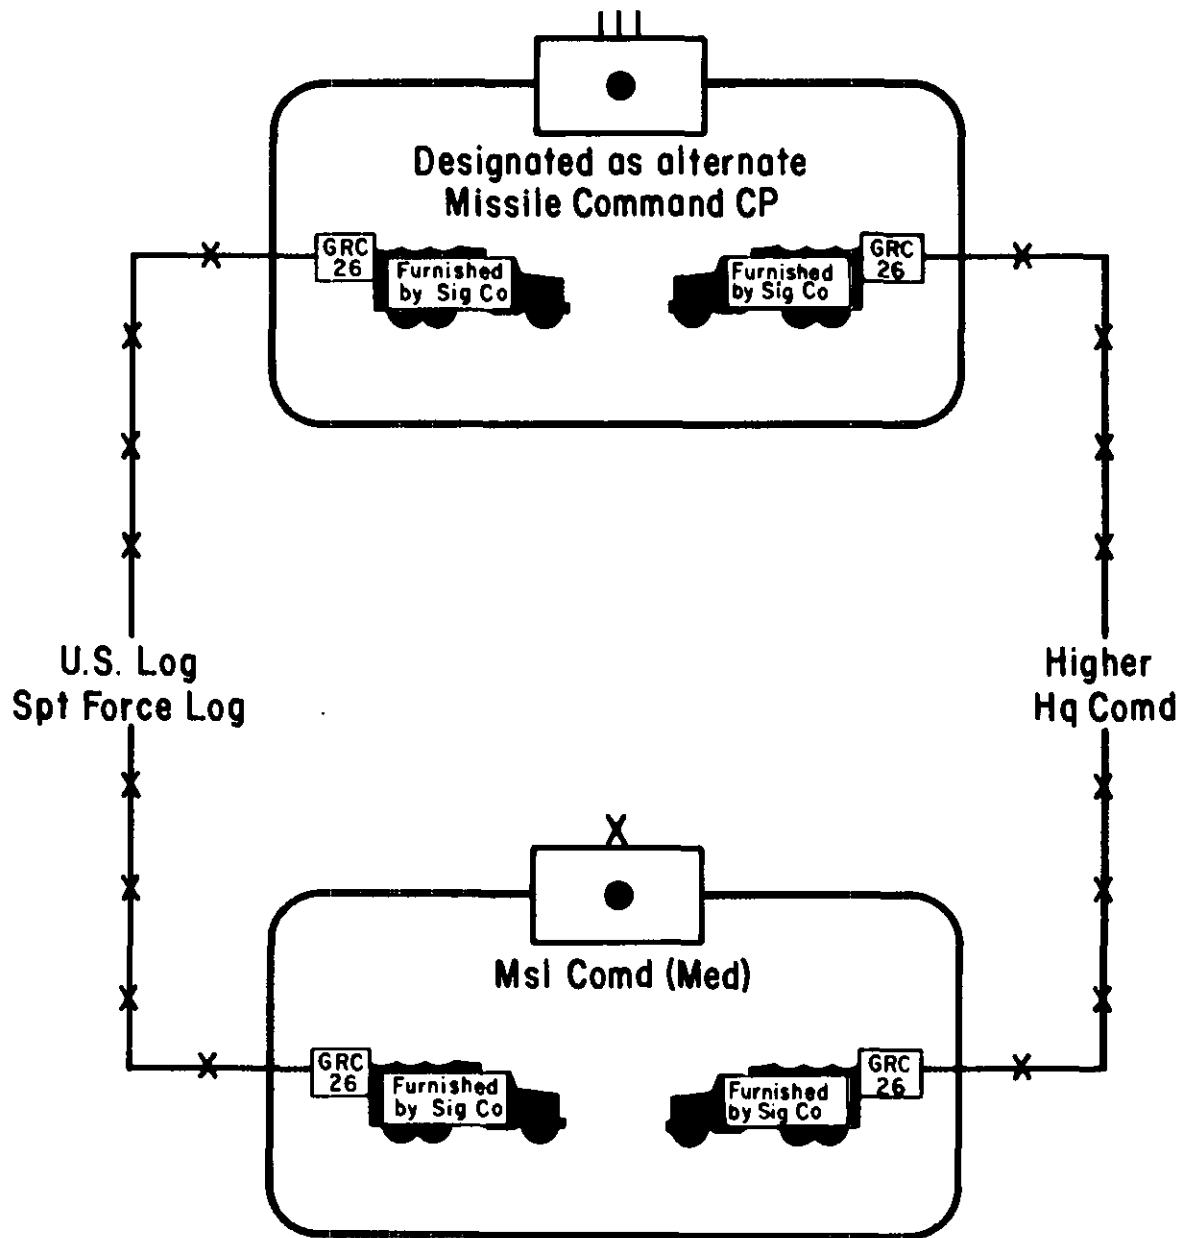 Designated as alternate
Missile Command CP
GRC
26
Furnished
by Sig Co
Furnished
by Sig Co
GRC
26
U.S. Log
Spt Force Log
Higher
Hq Comd
Msl Comd (Med)
GRC
26
Furnished
by Sig Co
Furnished
by Sig Co
GRC
26